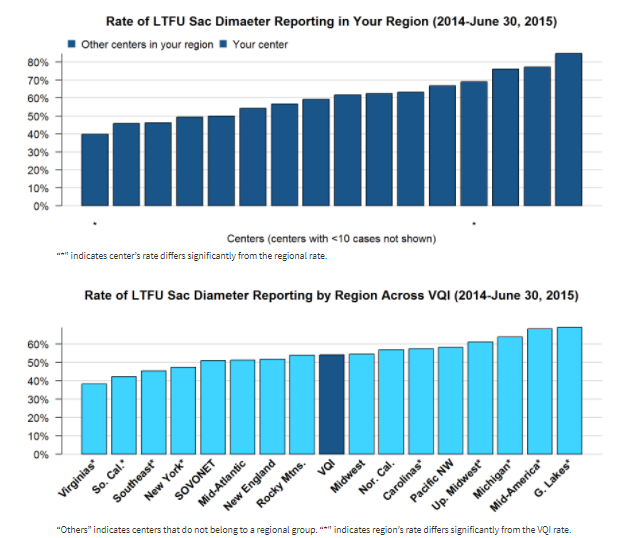 Rate of LTFU Sac Dimaeter Reporting in Your Region (2014-June 30, 2015)
Other centers in your region Your center
80%
70%
60%
50%
40%
30%
20%
10%
0%
* *
Centers (centers with <10 cases not shown)
"*" indicates center's rate differs significantly from the regional rate.
Rate of LTFU Sac Diameter Reporting by Region Across VQI (2014-June 30, 2015)
60%
50%
40%
30%
20%
10%
0%
Virginias*
So. Cal.*
Southeast*
New York*
SOVONET
Mid-Atlantic
New England
Rocky Mtns.
VQI
Midwest
Nor. Cal.
Carolinas*
Pacific NW
Up. Midwest*
Michigan*
Mid-America*
G. Lakes*
"Others" indicates centers that do not belong to a regional group. "*" indicates region's rate differs significantly from the VQI rate.